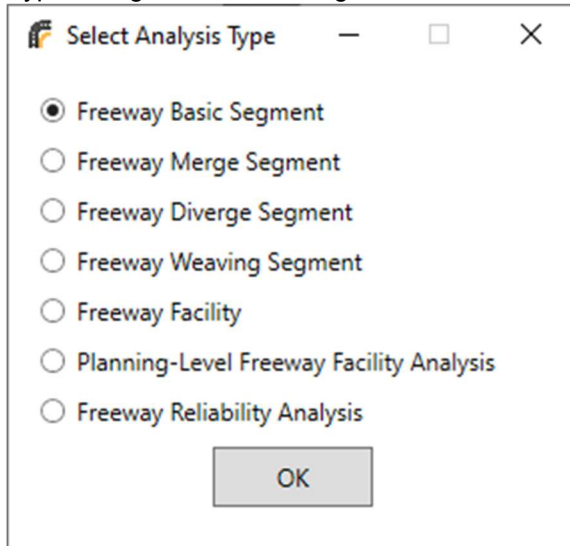 Select Analysis Type
Freeway Basic Segment
Freeway Merge Segment
Freeway Diverge Segment
Freeway Weaving Segment
Freeway Facility
Planning-Level Freeway Facility Analysis
Freeway Reliability Analysis
OK